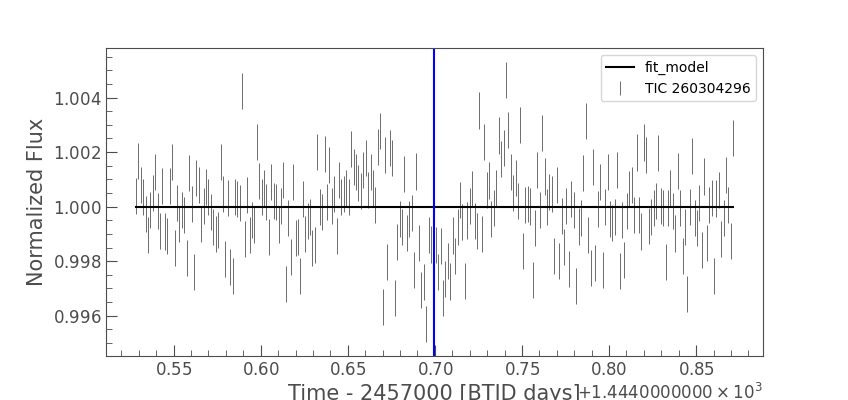 fit_model
TIC 260304296
Normalized Flux
1.004
1.002
1.000
0.998
0.996
0.55
0.60
0.65
0.70
0.75
0.80
0.85
Time - 2457000 [BTJD days]
+1.4440000000 × 10³